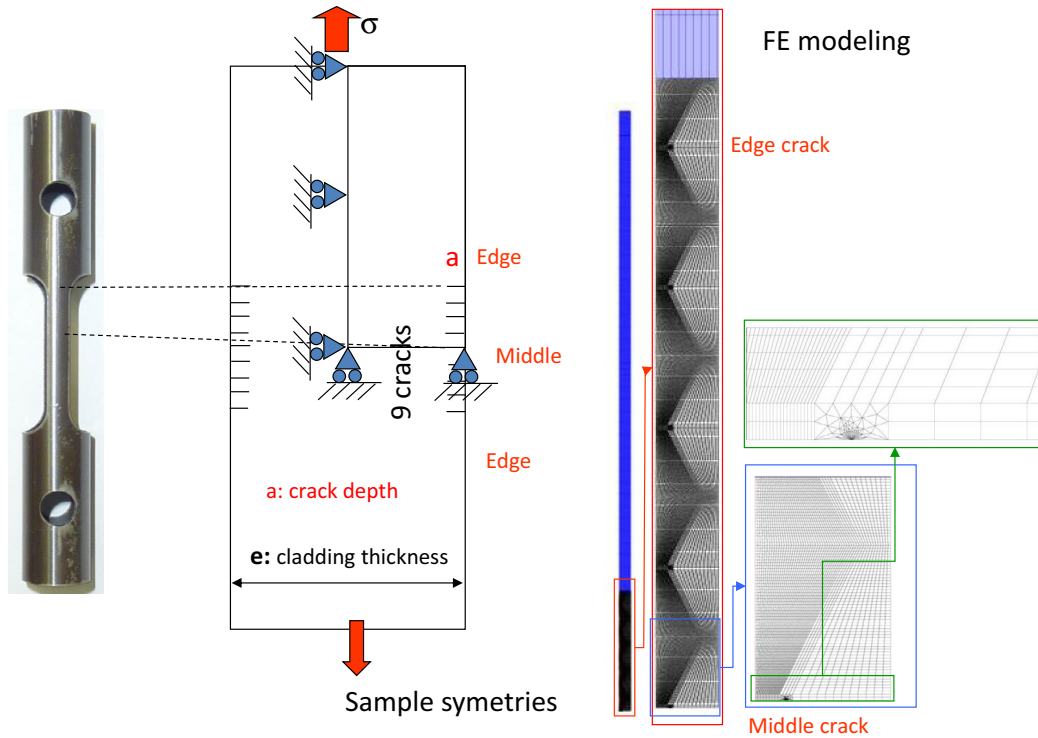 σ
FE modeling
Edge crack
a
Edge
Middle
9 cracks
Edge
a: crack depth
e: cladding thickness
Sample symetries
Middle crack